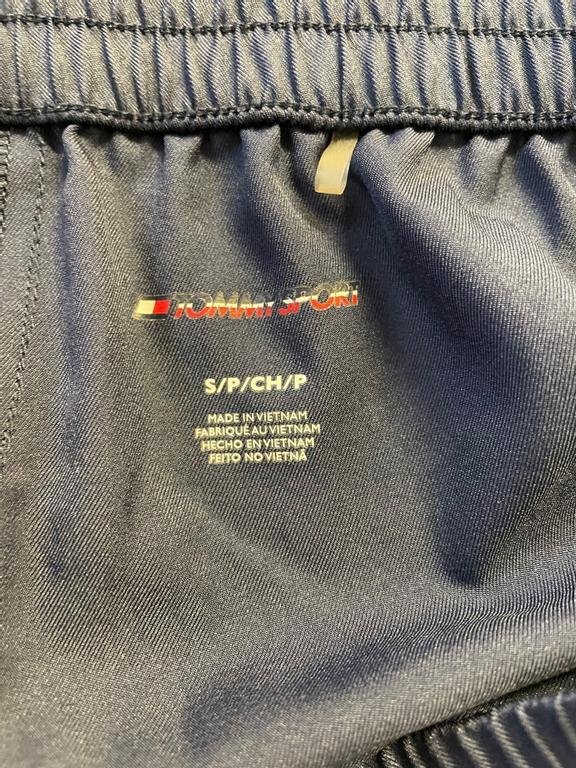 TOMMY SPORT
S/P/CH/P
MADE IN VIETNAM
FABRIQUÉ AU VIETNAM
HECHO EN VIETNAM
FEITO NO VIETNÃ